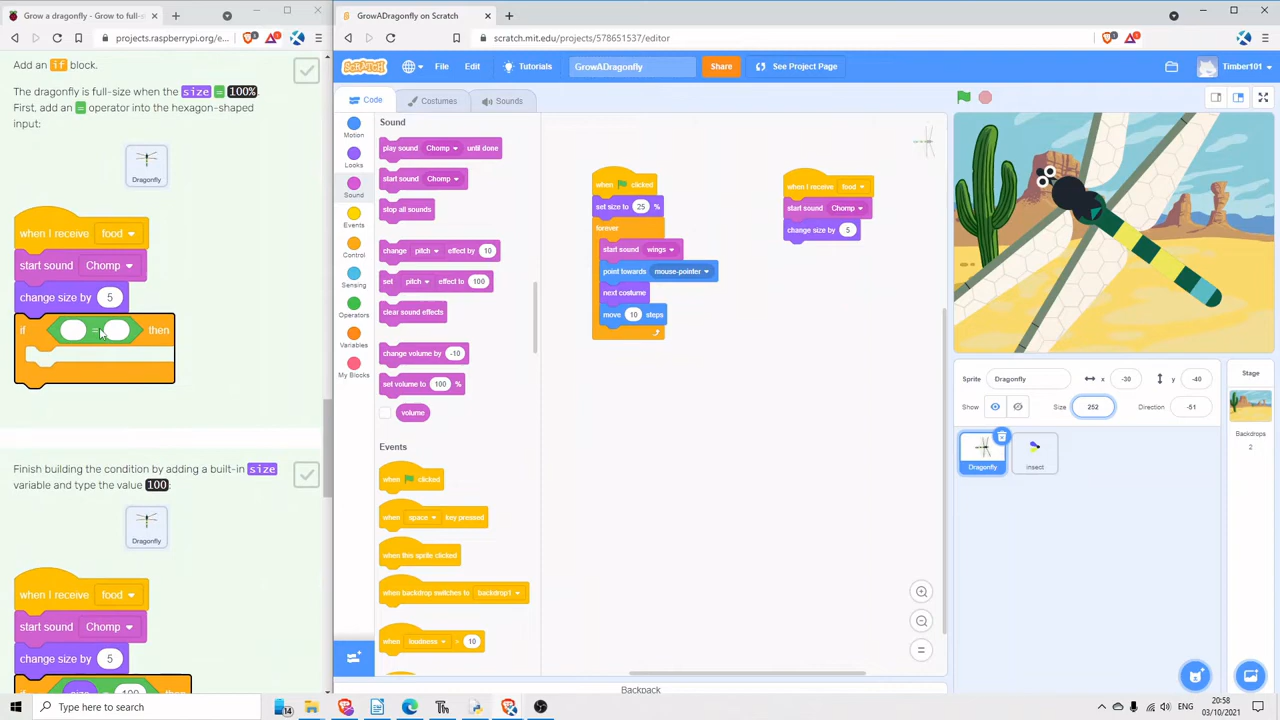 Grow a dragonfly - Grow to full-s
GrowADragonfly on Scratch
projects.raspberrypi.org/e...
scratch.mit.edu/projects/578651537/editor
SCRATCH
File
Edit
Tutorials
GrowADragonfly
Share
See Project Page
Timper101
Add an if block.
The dragonfly is full-size when the size = 100%.
First, add an = operator into the hexagon-shaped
input:
Dragonfly
when I receive food
start sound Chomp
change size by 5
if = then
Finish building the condition by adding a built-in size
variable and type the value 100:
Dragonfly
when I receive food
start sound Chomp
change size by 5
Code
Costumes
Sounds
Motion
Looks
Sound
Events
Control
Sensing
Operators
Variables
My Blocks
Sound
play sound Chomp until done
start sound Chomp
stop all sounds
change pitch effect by 10
set pitch effect to 100
clear sound effects
change volume by -10
set volume to 100 %
volume
Events
when clicked
when space key pressed
when this sprite clicked
when backdrop switches to backdrop1
when loudness > 10
when clicked
set size to 25 %
forever
start sound wings
point towards mouse-pointer
next costume
move 10 steps
when I receive food
start sound Chomp
change size by 5
Backpack
Sprite Dragonfly x -30 y -40
Show Size 252 Direction -51
Dragonfly
insect
Stage
Backdrops
2
Type here to search
14
ENG
20:58
03/10/2021